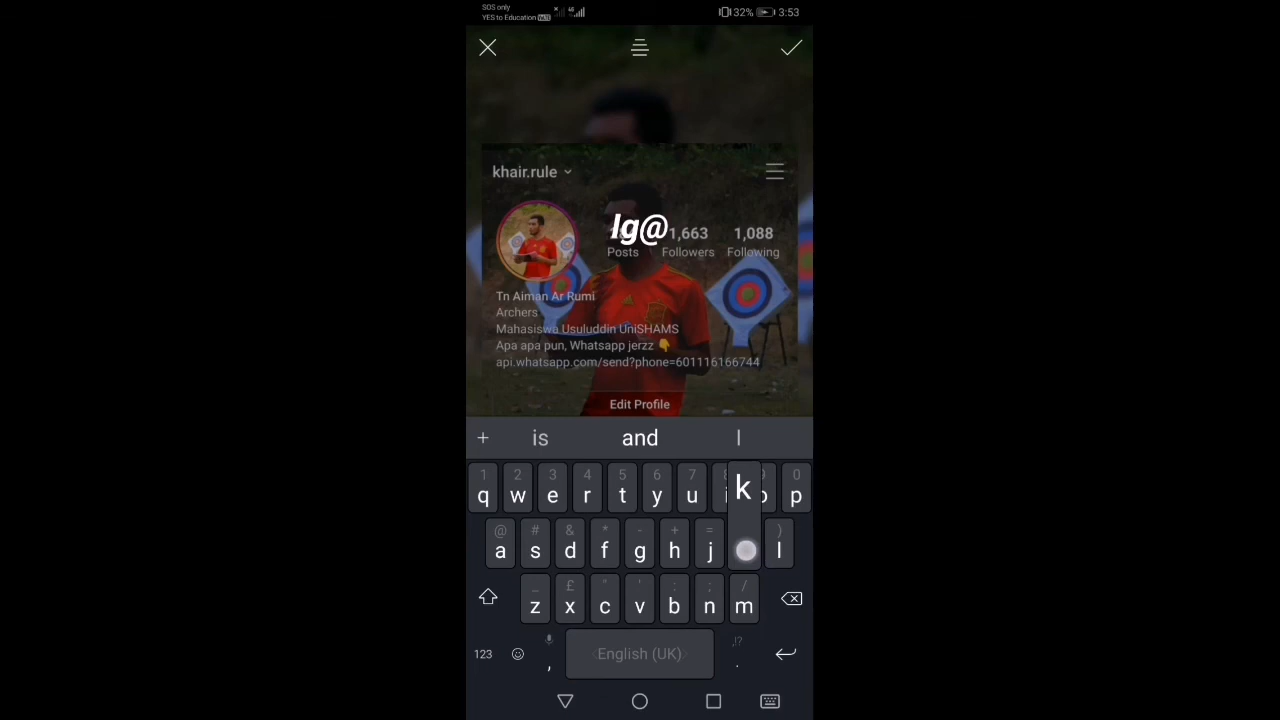 SOS only
YES to Education VoLTE 4G 32% 3:53
khair.rule
Ig@
1,663 1,088
Posts Followers Following
Tn Aiman Ar Rumi
Archers
Mahasiswa Usuluddin UniSHAMS
Apa apa pun, Whatsapp jerzz 👇
api.whatsapp.com/send?phone=601116166744
Edit Profile
+ is and I
k
1 2 3 4 5 6 7 0
q w e r t y u p
@ # & * - + = )
a s d f g h j l
_ £ " ' : ; /
z x c v b n m
,!?
123 , English (UK) .